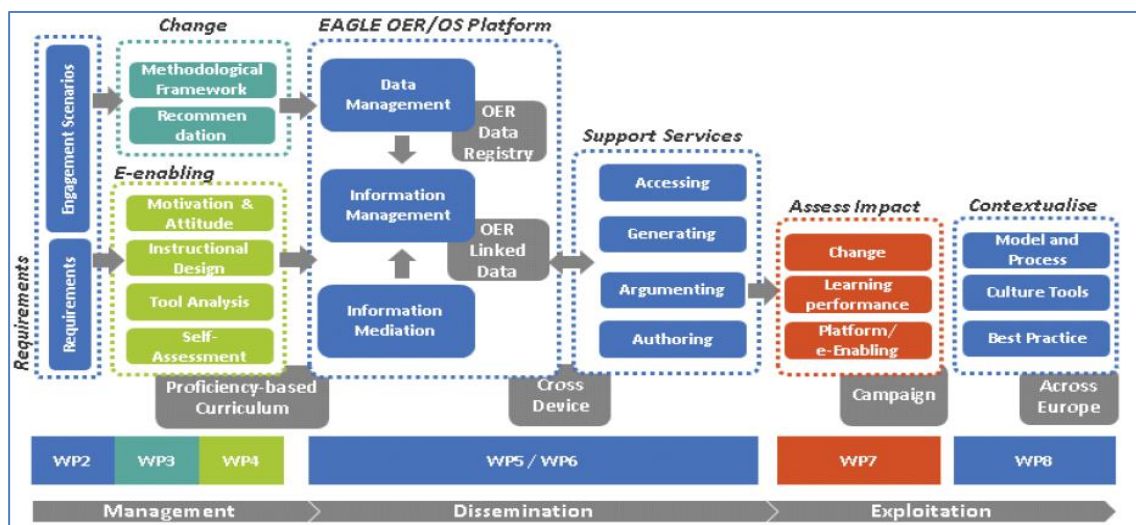 Change
EAGLE OER/OS Platform
Requirements
Engagement Scenarios
Requirements
Methodological
Framework
Recommen
dation
E-enabling
Motivation &
Attitude
Instructional
Design
Tool Analysis
Self-
Assessment
Proficiency-based
Curriculum
Data
Management
OER
Data
Registry
Information
Management
OER
Linked
Data
Information
Mediation
Cross
Device
Support Services
Accessing
Generating
Argumenting
Authoring
Assess Impact
Change
Learning
performance
Platform/
e-Enabling
Campaign
Contextualise
Model and
Process
Culture Tools
Best Practice
Across
Europe
WP2
WP3
WP4
WP5 / WP6
WP7
WP8
Management
Dissemination
Exploitation